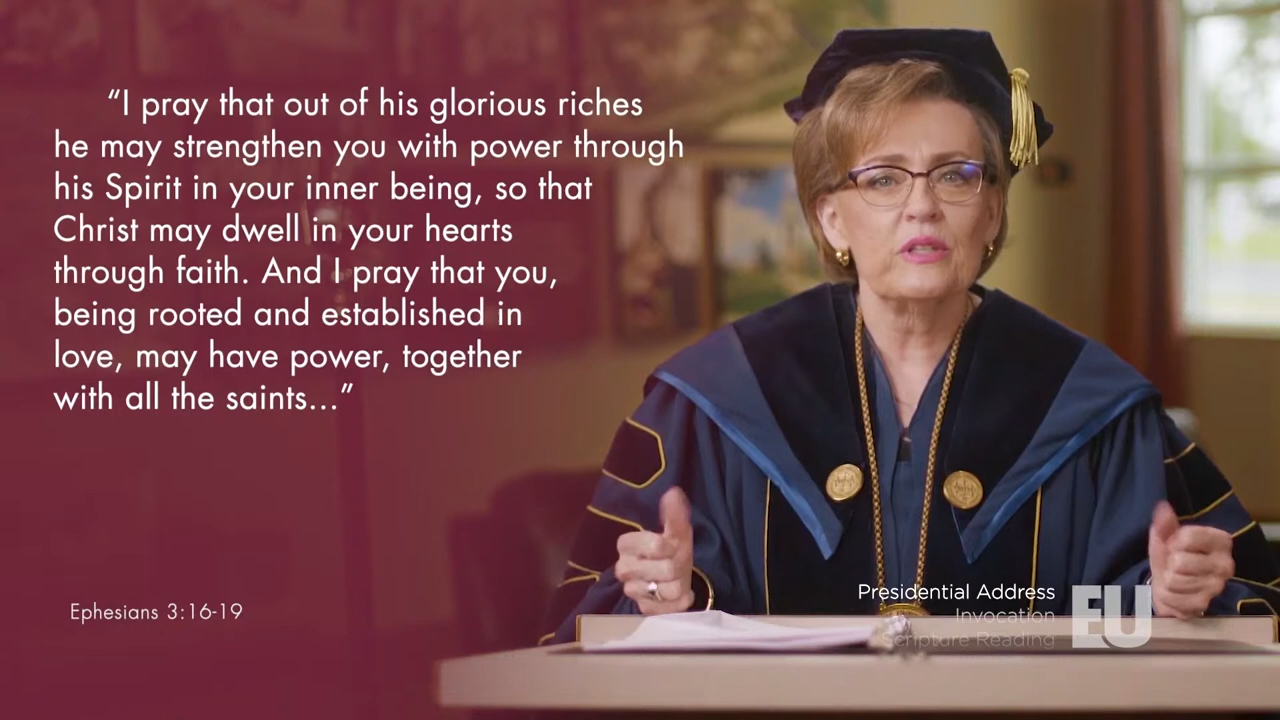 “I pray that out of his glorious riches
he may strengthen you with power through
his Spirit in your inner being, so that
Christ may dwell in your hearts
through faith. And I pray that you,
being rooted and established in
love, may have power, together
with all the saints...”
Ephesians 3:16-19
Presidential Address
Invocation
Scripture Reading
EU